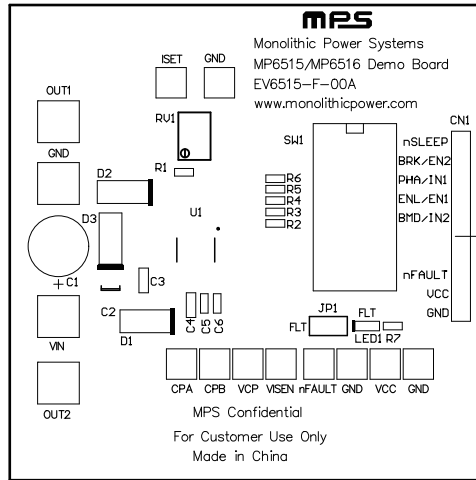 mps
Monolithic Power Systems
MP6515/MP6516 Demo Board
EV6515-F-00A
www.monolithicpower.com
ISET
GND
OUT1
RV1
SW1
CN1
nSLEEP
BRK/EN2
PHA/IN1
ENL/EN1
BMD/IN2
GND
D2
R1
R6
R5
R4
R3
R2
D3
U1
C1
C3
nFAULT
VCC
GND
C2
D1
C4
C5
C6
JP1
FLT
FLT
LED1
R7
VIN
CPA
CPB
VCP
VISEN
nFAULT
GND
VCC
GND
OUT2
MPS Confidential
For Customer Use Only
Made in China